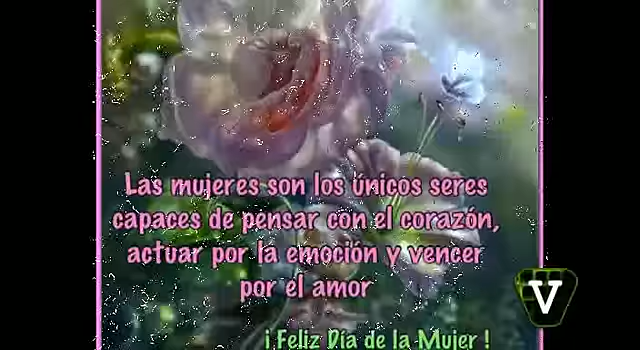 Las mujeres son los únicos seres
capaces de pensar con el corazón,
actuar por la emoción y vencer
por el amor
¡ Feliz Día de la Mujer !
V